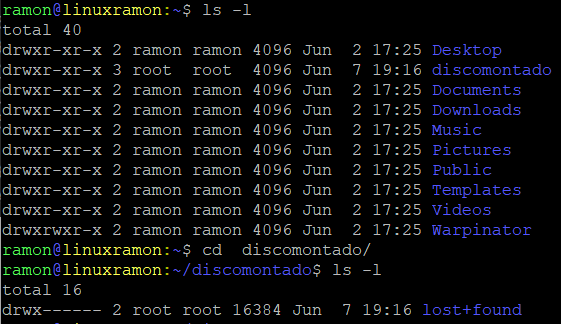 ramon@linuxramon:~$ ls -l
total 40
drwxr-xr-x 2 ramon ramon 4096 Jun  2 17:25 Desktop
drwxr-xr-x 3 root  root  4096 Jun  7 19:16 discomontado
drwxr-xr-x 2 ramon ramon 4096 Jun  2 17:25 Documents
drwxr-xr-x 2 ramon ramon 4096 Jun  2 17:25 Downloads
drwxr-xr-x 2 ramon ramon 4096 Jun  2 17:25 Music
drwxr-xr-x 2 ramon ramon 4096 Jun  2 17:25 Pictures
drwxr-xr-x 2 ramon ramon 4096 Jun  2 17:25 Public
drwxr-xr-x 2 ramon ramon 4096 Jun  2 17:25 Templates
drwxr-xr-x 2 ramon ramon 4096 Jun  2 17:25 Videos
drwxrwxr-x 2 ramon ramon 4096 Jun  2 17:25 Warpinator
ramon@linuxramon:~$ cd  discomontado/
ramon@linuxramon:~/discomontado$ ls -l
total 16
drwx------ 2 root root 16384 Jun  7 19:16 lost+found